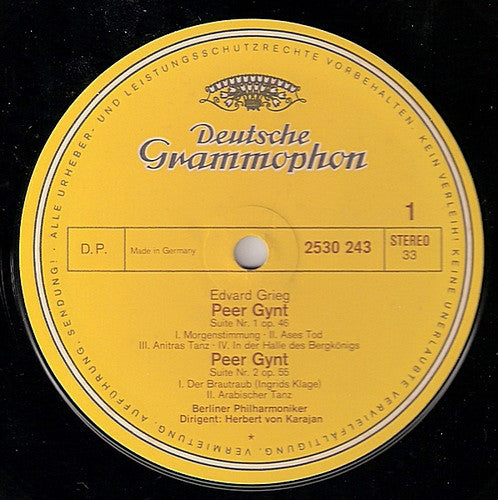 ALLE URHEBER- UND LEISTUNGSSCHUTZRECHTE VORBEHALTEN. KEIN VERLEIH! KEINE UNERLAUBTE VERVIELFÄLTIGUNG, AUFFÜHRUNG, SENDUNG!
Deutsche
Grammophon
1
D.P.
Made in Germany
2530 243
STEREO
33
Edvard Grieg
Peer Gynt
Suite Nr. 1 op. 46
I. Morgenstimmung · II. Ases Tod
III. Anitras Tanz · IV. In der Halle des Bergkönigs
Peer Gynt
Suite Nr. 2 op. 55
I. Der Brautraub (Ingrids Klage)
II. Arabischer Tanz
Berliner Philharmoniker
Dirigent: Herbert von Karajan
*